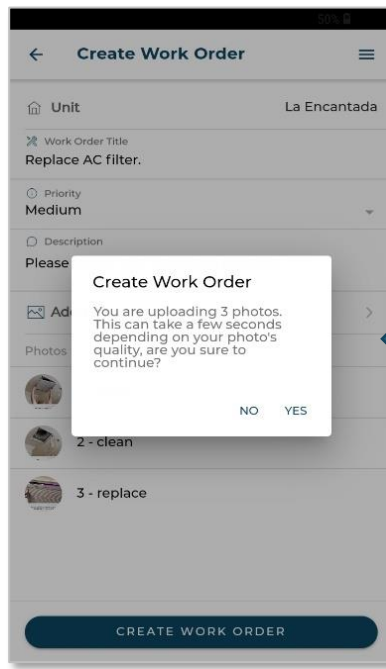 50%
Create Work Order
Unit La Encantada
Work Order Title
Replace AC filter.
Priority
Medium
Description
Please
Create Work Order
You are uploading 3 photos.
This can take a few seconds
depending on your photo's
quality, are you sure to
continue?
NO YES
Ad
Photos
2 - clean
3 - replace
CREATE WORK ORDER